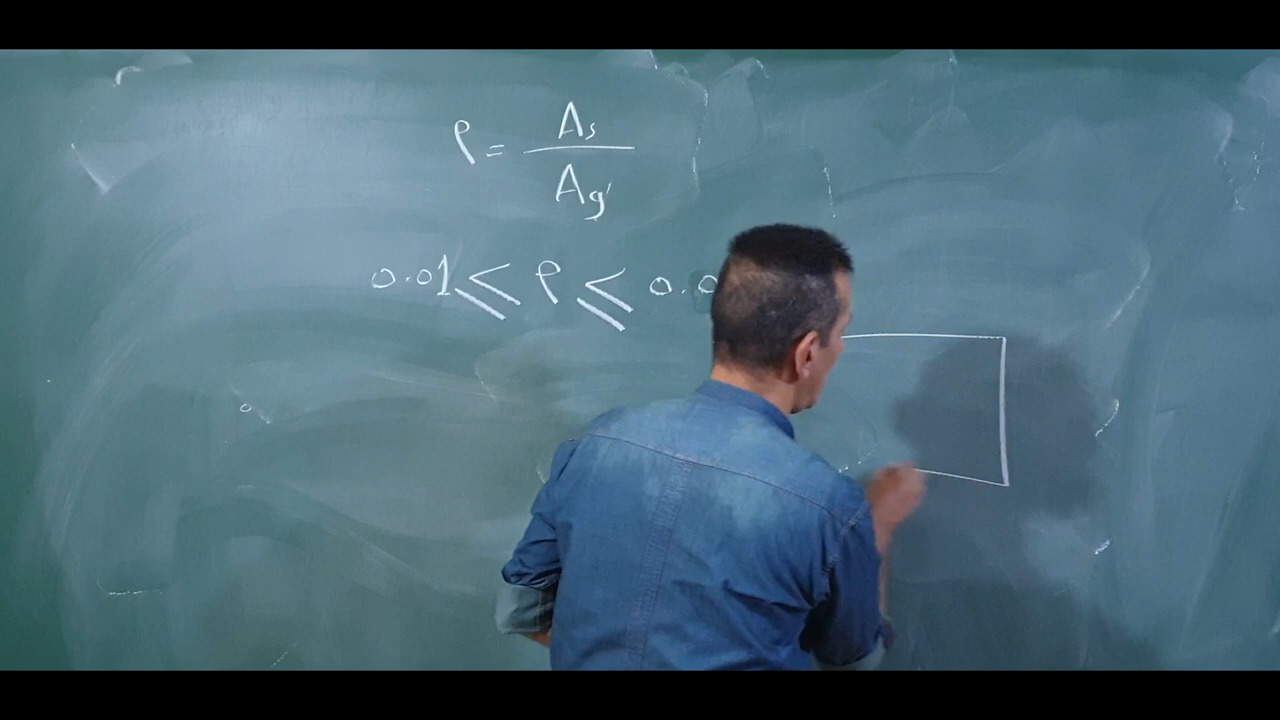 ρ = As / Ag
0.01 ≤ ρ ≤ 0.0